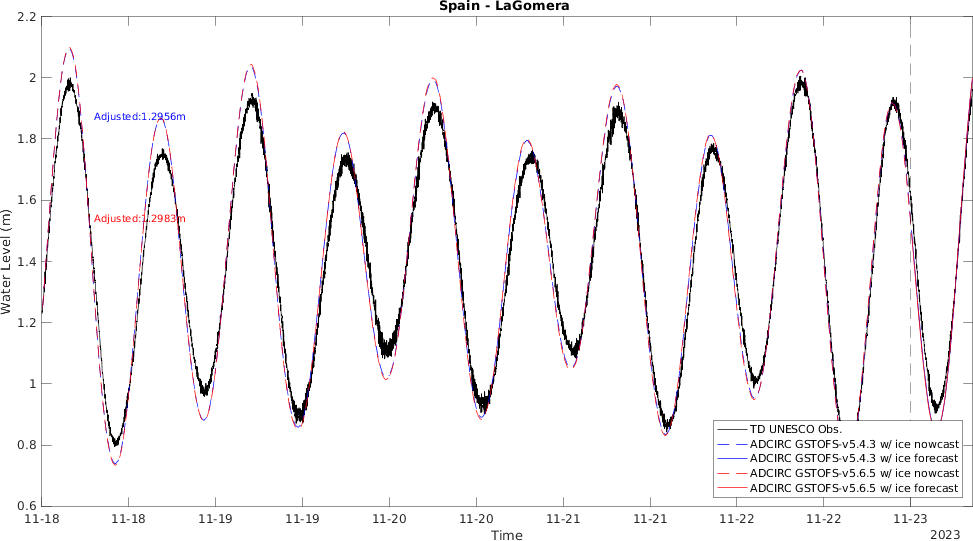 Spain - LaGomera
2.2
2
1.8
1.6
1.4
1.2
1
0.8
0.6
Water Level (m)
Adjusted:1.2956m
Adjusted:1.2983m
TD UNESCO Obs.
ADCIRC GSTOFS-v5.4.3 w/ ice nowcast
ADCIRC GSTOFS-v5.4.3 w/ ice forecast
ADCIRC GSTOFS-v5.6.5 w/ ice nowcast
ADCIRC GSTOFS-v5.6.5 w/ ice forecast
11-18 11-18 11-19 11-19 11-20 11-20 11-21 11-21 11-22 11-22 11-23
Time
2023